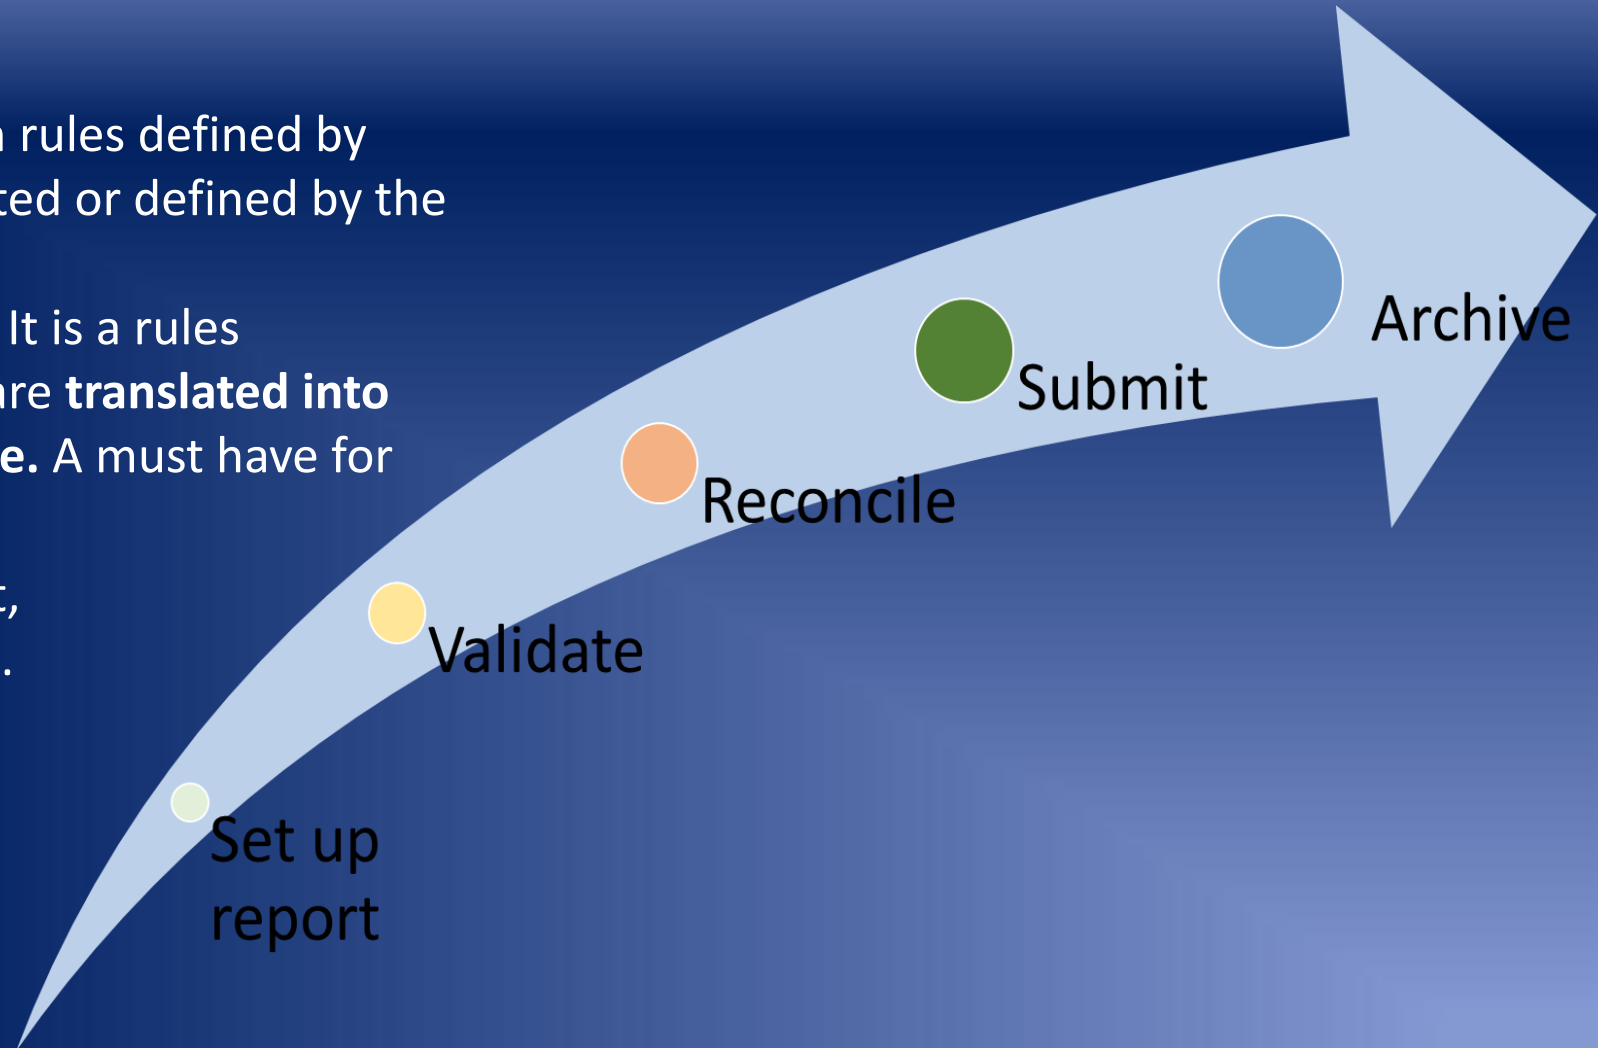 rules defined by
ted or defined by the
It is a rules
are translated into
e. A must have for
t,
.
Archive
Submit
Reconcile
Validate
Set up
report